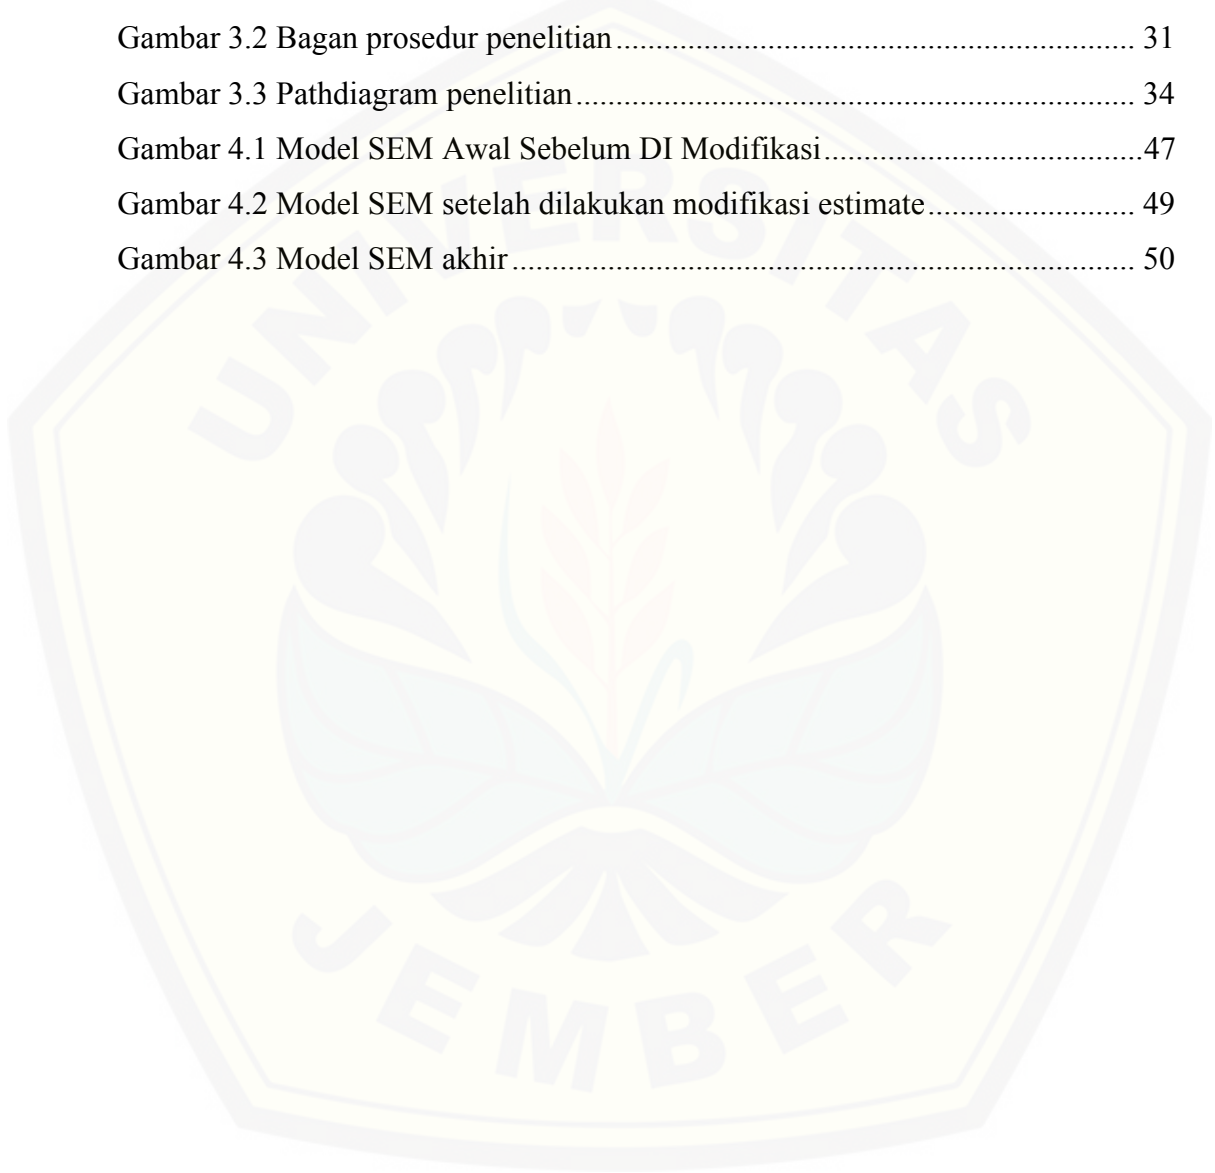 Gambar 3.2 Bagan prosedur penelitian.................................................................. 31
Gambar 3.3 Pathdiagram penelitian....................................................................... 34
Gambar 4.1 Model SEM Awal Sebelum DI Modifikasi........................................47
Gambar 4.2 Model SEM setelah dilakukan modifikasi estimate.......................... 49
Gambar 4.3 Model SEM akhir............................................................................... 50
UNIVERSITAS
JEMBER